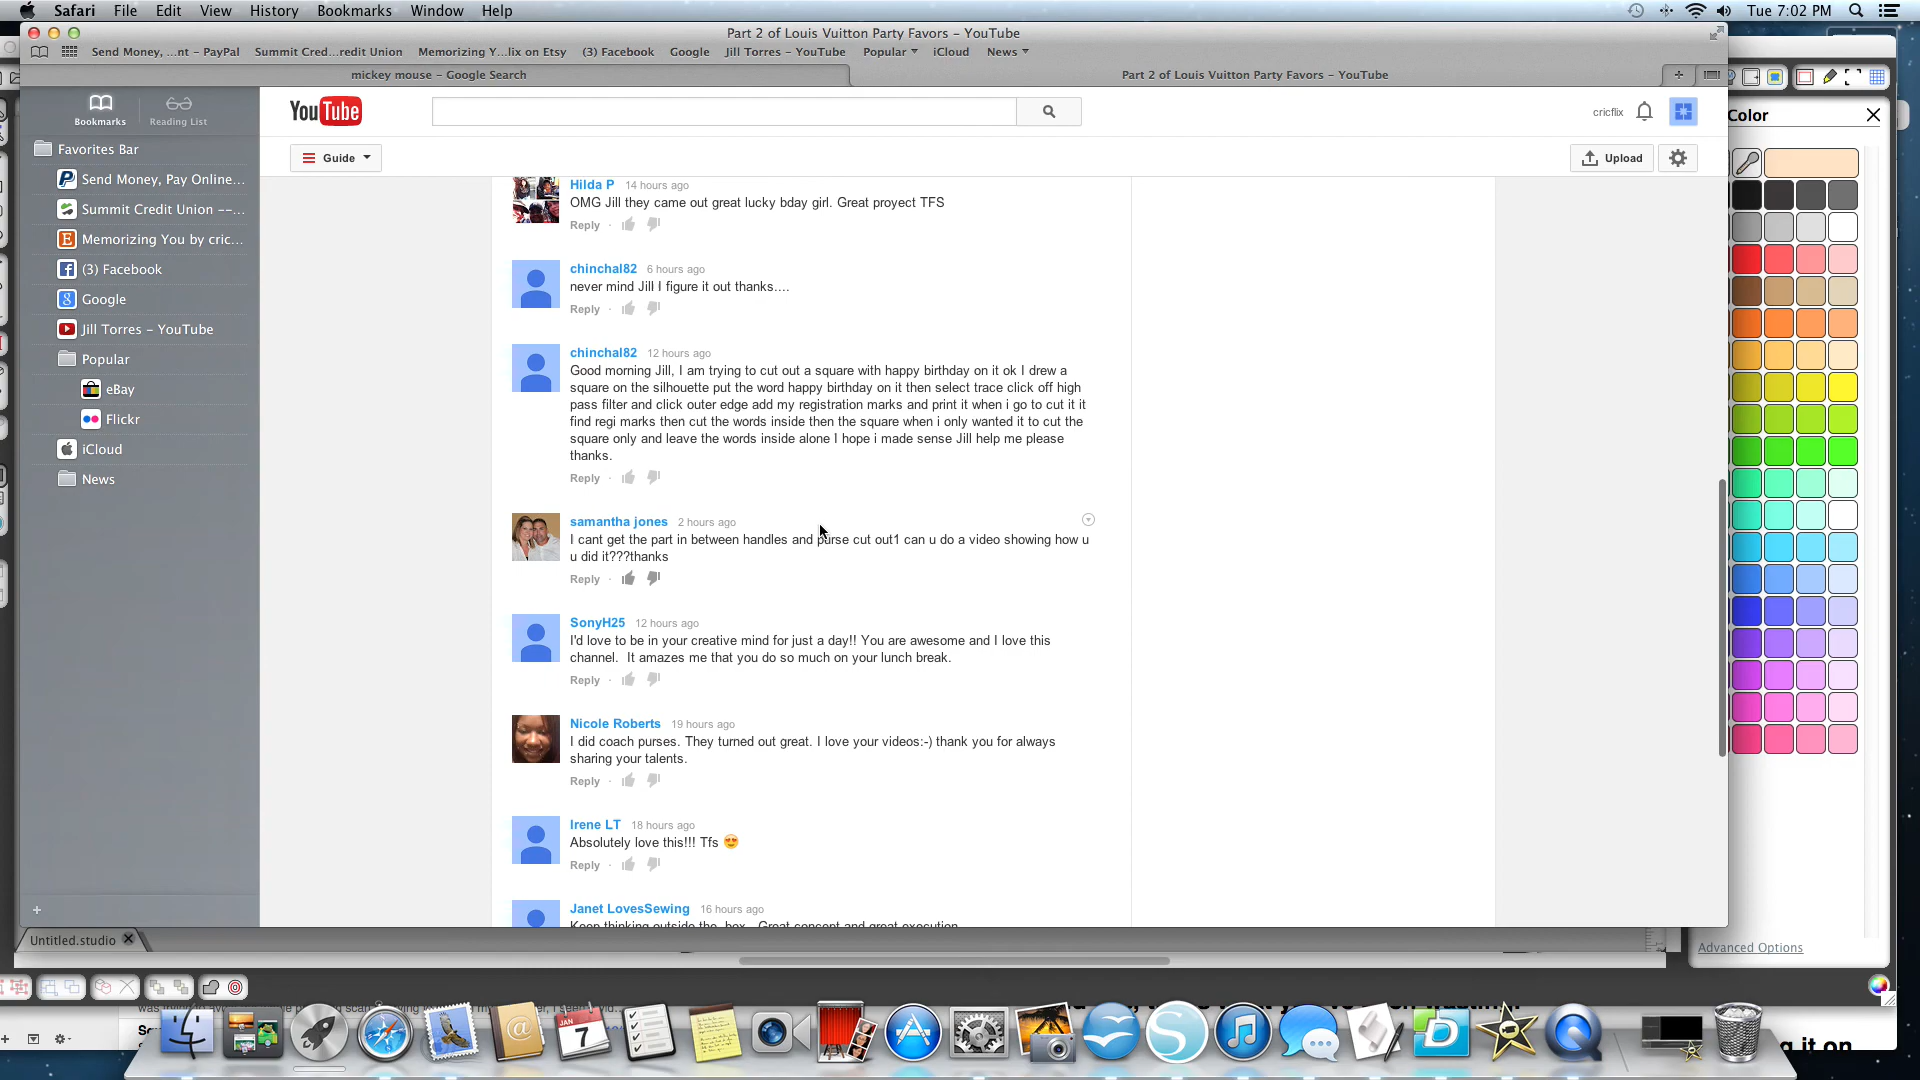 Safari File Edit View History Bookmarks Window Help
Tue 7:02 PM
Part 2 of Louis Vuitton Party Favors – YouTube
Send Money, ...nt – PayPal Summit Cred...redit Union Memorizing Y...lix on Etsy (3) Facebook Google Jill Torres – YouTube Popular iCloud News
mickey mouse – Google Search
Part 2 of Louis Vuitton Party Favors – YouTube
Bookmarks
Reading List
Favorites Bar
Send Money, Pay Online...
Summit Credit Union --...
Memorizing You by cric...
(3) Facebook
Google
Jill Torres – YouTube
Popular
eBay
Flickr
iCloud
News
YouTube
cricflix
Guide
Upload
Hilda P 14 hours ago
OMG Jill they came out great lucky bday girl. Great proyect TFS
Reply
chinchal82 6 hours ago
never mind Jill I figure it out thanks....
Reply
chinchal82 12 hours ago
Good morning Jill, I am trying to cut out a square with happy birthday on it ok I drew a
square on the silhouette put the word happy birthday on it then select trace click off high
pass filter and click outer edge add my registration marks and print it when i go to cut it it
find regi marks then cut the words inside then the square when i only wanted it to cut the
square only and leave the words inside alone I hope i made sense Jill help me please
thanks.
Reply
samantha jones 2 hours ago
I cant get the part in between handles and purse cut out1 can u do a video showing how u
u did it???thanks
Reply
SonyH25 12 hours ago
I'd love to be in your creative mind for just a day!! You are awesome and I love this
channel. It amazes me that you do so much on your lunch break.
Reply
Nicole Roberts 19 hours ago
I did coach purses. They turned out great. I love your videos:-) thank you for always
sharing your talents.
Reply
Irene LT 18 hours ago
Absolutely love this!!! Tfs 😍
Reply
Janet LovesSewing 16 hours ago
Keep thinking outside the box. Great concept and great execution
Color
Advanced Options
Untitled.studio
JAN
7
g it on